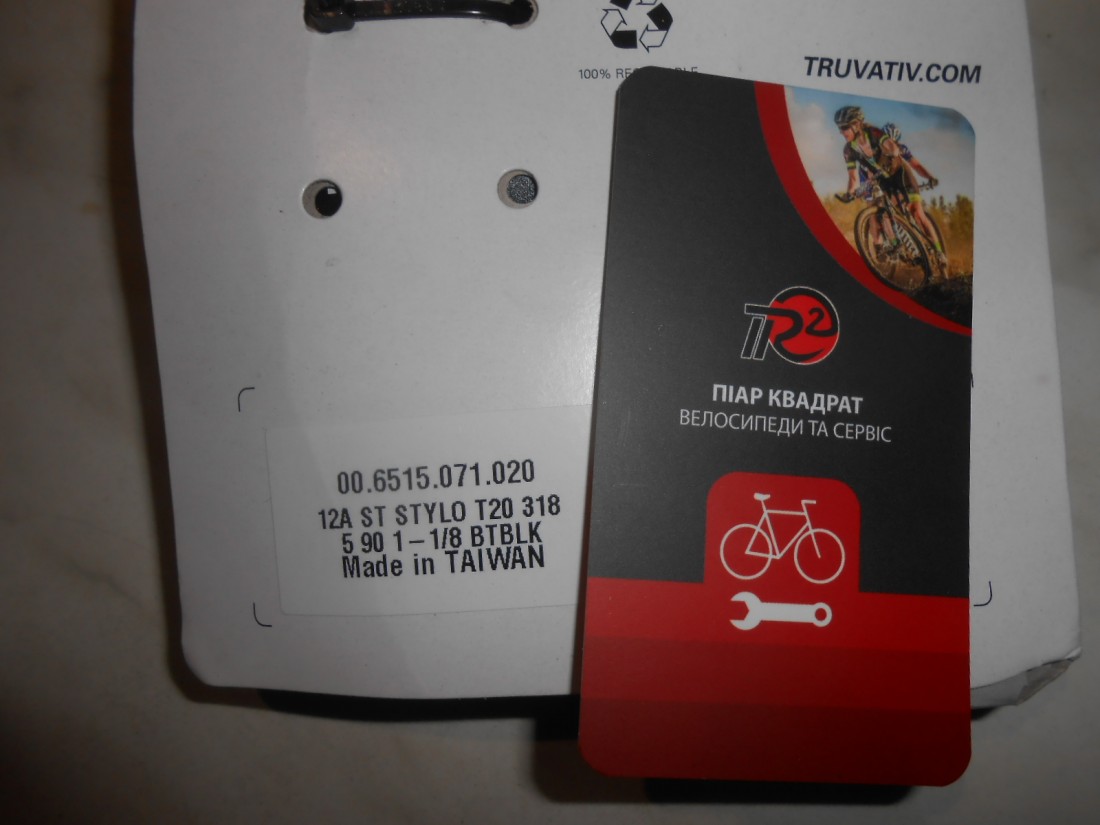 TRUVATIV.COM
100%
ПР2
ПІАР КВАДРАТ
ВЕЛОСИПЕДИ ТА СЕРВІС
00.6515.071.020
12A ST STYLO T20 318
5 90 1-1/8 BTBLK
Made in TAIWAN